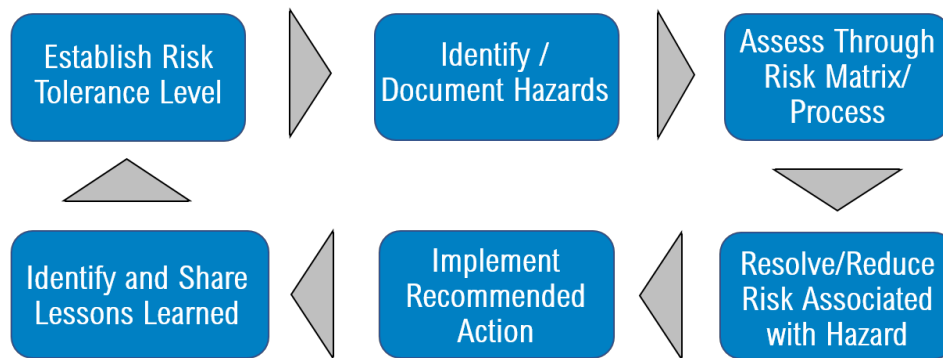 Establish Risk
Tolerance Level
Identify /
Document Hazards
Assess Through
Risk Matrix/
Process
Resolve/Reduce
Risk Associated
with Hazard
Implement
Recommended
Action
Identify and Share
Lessons Learned